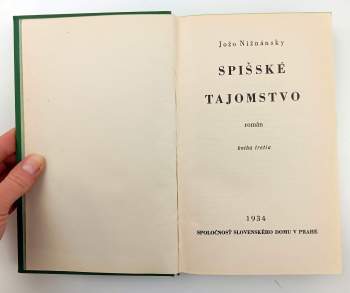 Jožo Nižnánsky
SPIŠSKÉ
TAJOMSTVO
román
kniha tretia
1934
SPOLOČNOSŤ SLOVENSKÉHO DOMU V PRAHE